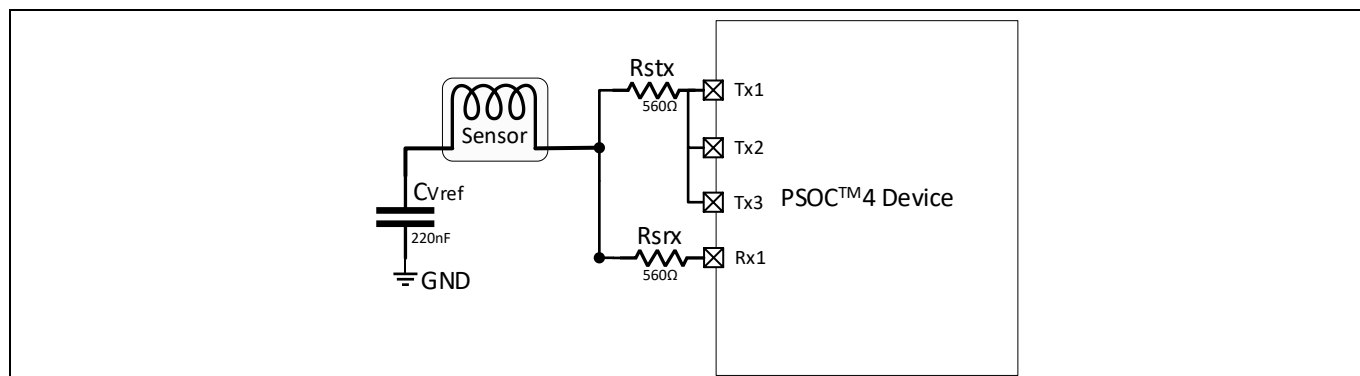 Rstx
560Ω
Tx1
Sensor
Tx2
CVref
220nF
Tx3
PSOC™4 Device
Rsrx
560Ω
Rx1
GND